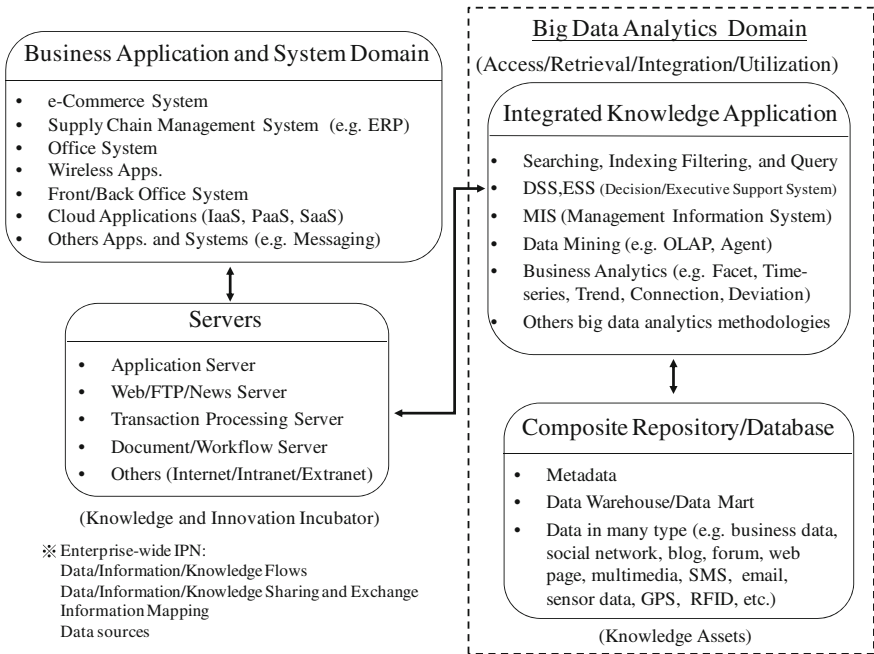 Business Application and System Domain
• e-Commerce System
• Supply Chain Management System (e.g. ERP)
• Office System
• Wireless Apps.
• Front/Back Office System
• Cloud Applications (IaaS, PaaS, SaaS)
• Others Apps. and Systems (e.g. Messaging)
Servers
• Application Server
• Web/FTP/News Server
• Transaction Processing Server
• Document/Workflow Server
• Others (Internet/Intranet/Extranet)
(Knowledge and Innovation Incubator)
※ Enterprise-wide IPN:
Data/Information/Knowledge Flows
Data/Information/Knowledge Sharing and Exchange
Information Mapping
Data sources
Big Data Analytics Domain
(Access/Retrieval/Integration/Utilization)
Integrated Knowledge Application
• Searching, Indexing Filtering, and Query
• DSS,ESS (Decision/Executive Support System)
• MIS (Management Information System)
• Data Mining (e.g. OLAP, Agent)
• Business Analytics (e.g. Facet, Time-
series, Trend, Connection, Deviation)
• Others big data analytics methodologies
Composite Repository/Database
• Metadata
• Data Warehouse/Data Mart
• Data in many type (e.g. business data,
social network, blog, forum, web
page, multimedia, SMS, email,
sensor data, GPS, RFID, etc.)
(Knowledge Assets)